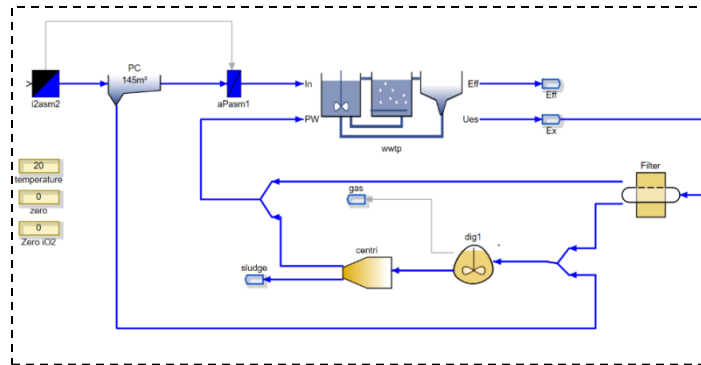 PC
145m³
i2asm2
aPasm1
In
PW
Eff
Ues
wwtp
Eff
Ex
20
temperature
0
zero
0
Zero iO2
gas
Filter
dig1
centri
sludge